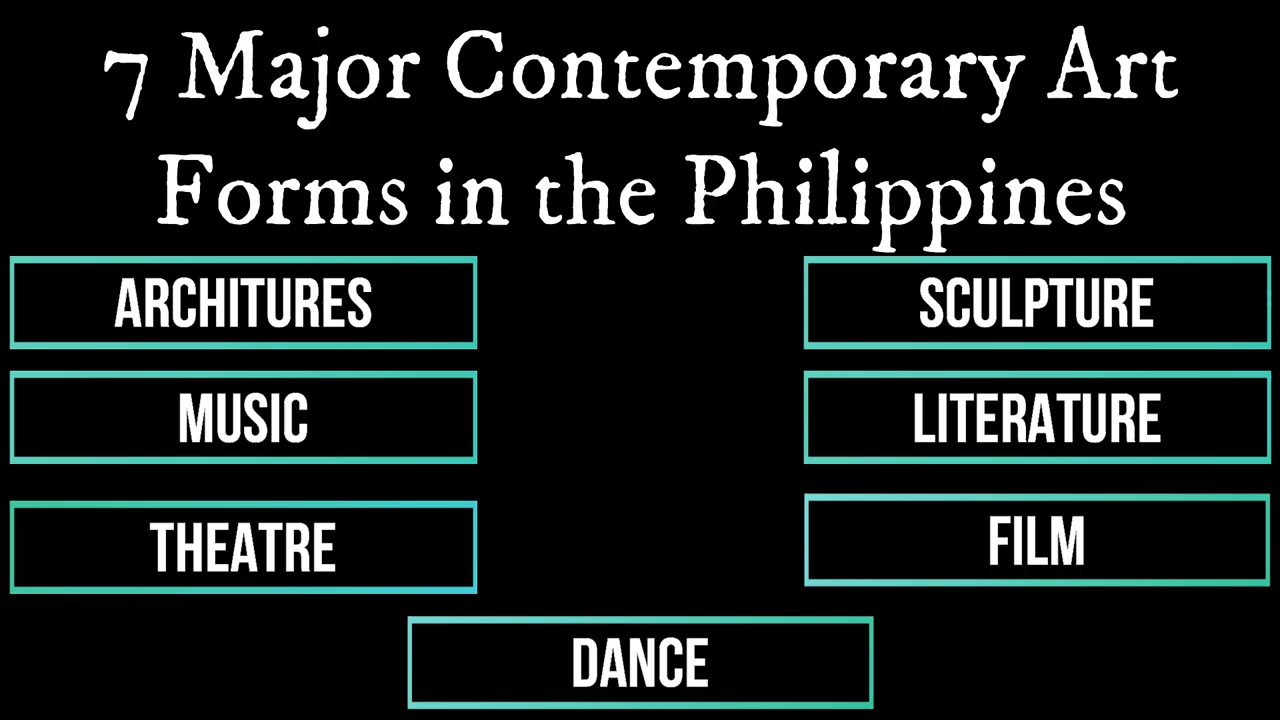 7 Major Contemporary Art
Forms in the Philippines
ARCHITURES
SCULPTURE
MUSIC
LITERATURE
THEATRE
FILM
DANCE